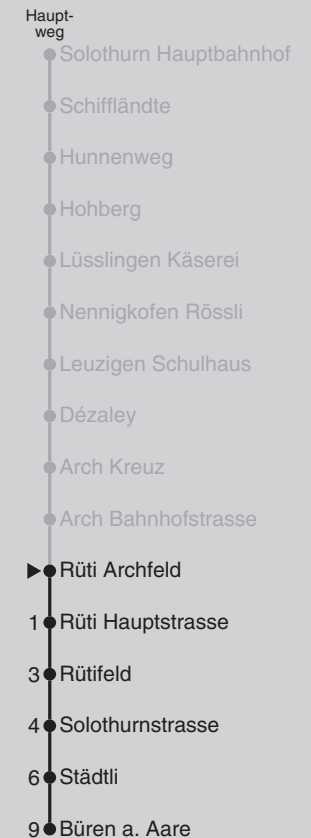 Haupt-
weg
Solothurn Hauptbahnhof
Schiffländte
Hunnenweg
Hohberg
Lüsslingen Käserei
Nennigkofen Rössli
Leuzigen Schulhaus
Dézaley
Arch Kreuz
Arch Bahnhofstrasse
Rüti Archfeld
1 Rüti Hauptstrasse
3 Rütifeld
4 Solothurnstrasse
6 Städtli
9 Büren a. Aare